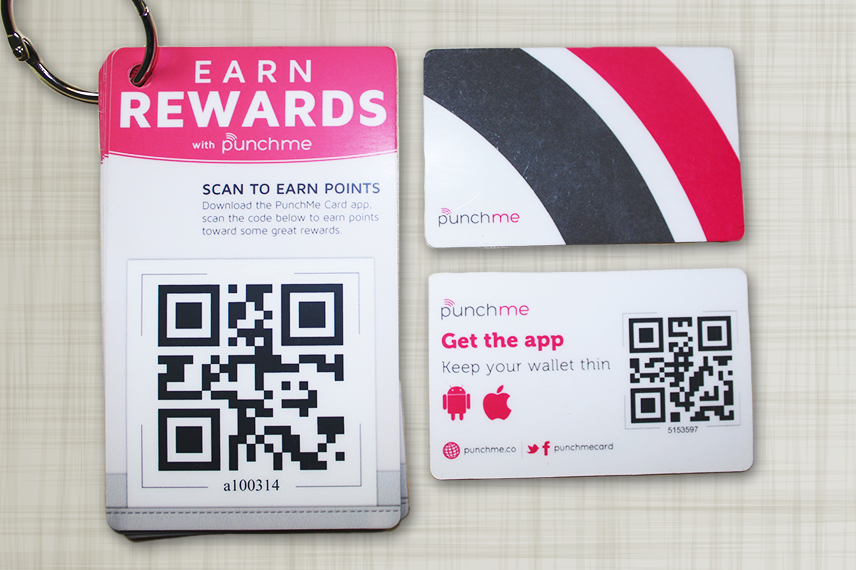 EARN
REWARDS
with punchme
SCAN TO EARN POINTS
Download the PunchMe Card app,
scan the code below to earn points
toward some great rewards.
a100314
punchme
punchme
Get the app
Keep your wallet thin
5153597
punchme.co punchmecard